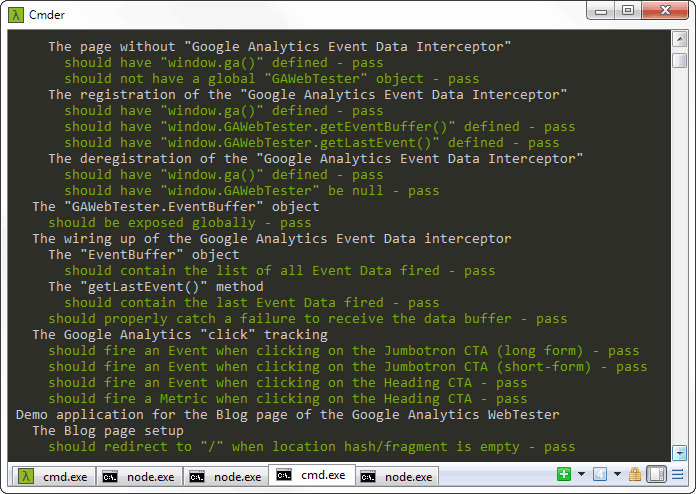 Cmder
The page without "Google Analytics Event Data Interceptor"
should have "window.ga()" defined - pass
should not have a global "GAWebTester" object - pass
The registration of the "Google Analytics Event Data Interceptor"
should have "window.ga()" defined - pass
should have "window.GAWebTester.getEventBuffer()" defined - pass
should have "window.GAWebTester.getLastEvent()" defined - pass
The deregistration of the "Google Analytics Event Data Interceptor"
should have "window.ga()" defined - pass
should have "window.GAWebTester" be null - pass
The "GAWebTester.EventBuffer" object
should be exposed globally - pass
The wiring up of the Google Analytics Event Data interceptor
The "EventBuffer" object
should contain the list of all Event Data fired - pass
The "getLastEvent()" method
should contain the last Event Data fired - pass
should properly catch a failure to receive the data buffer - pass
The Google Analytics "click" tracking
should fire an Event when clicking on the Jumbotron CTA (long form) - pass
should fire an Event when clicking on the Jumbotron CTA (short-form) - pass
should fire an Event when clicking on the Heading CTA - pass
should fire a Metric when clicking on the Heading CTA - pass
Demo application for the Blog page of the Google Analytics WebTester
The Blog page setup
should redirect to "/" when location hash/fragment is empty - pass
λ cmd.exe C:\. node.exe C:\. node.exe C:\. cmd.exe C:\. node.exe